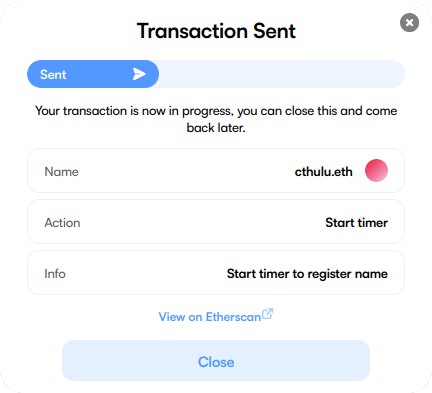 Transaction Sent
Sent
Your transaction is now in progress, you can close this and come
back later.
Name cthulu.eth
Action Start timer
Info Start timer to register name
View on Etherscan
Close